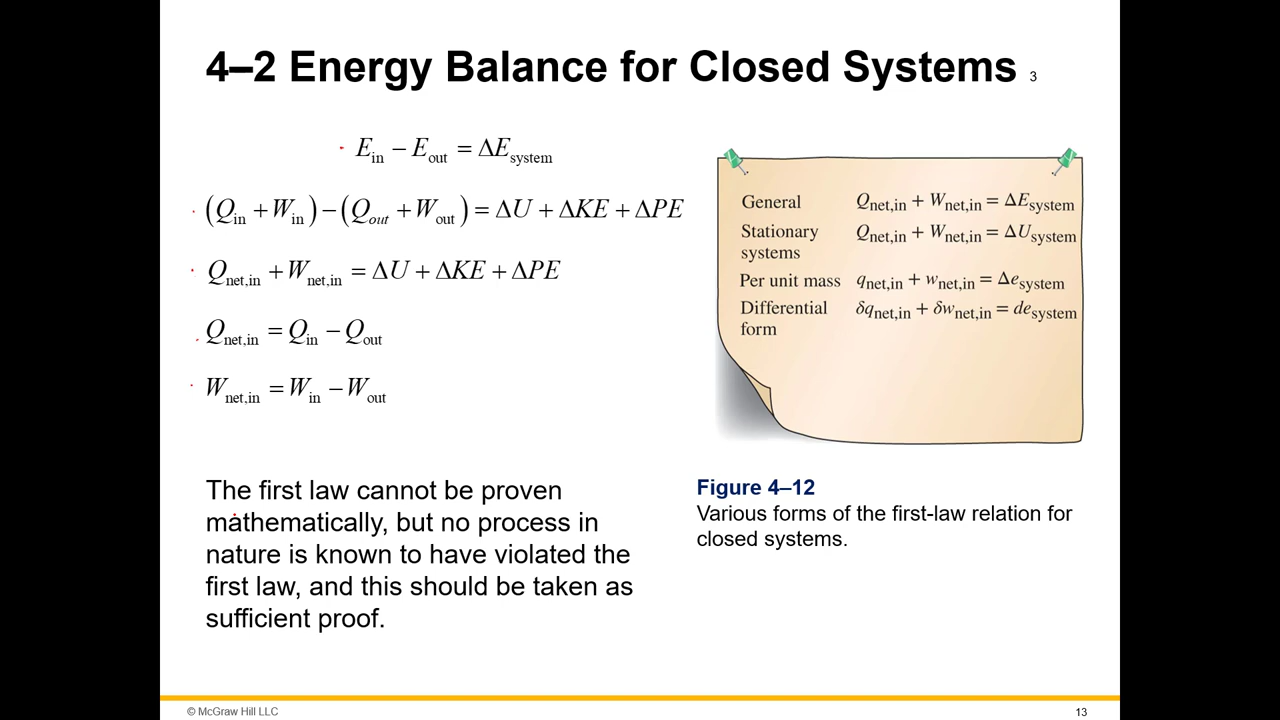 4–2 Energy Balance for Closed Systems 3
E_in − E_out = ΔE_system
(Q_in + W_in) − (Q_out + W_out) = ΔU + ΔKE + ΔPE
Q_net,in + W_net,in = ΔU + ΔKE + ΔPE
Q_net,in = Q_in − Q_out
W_net,in = W_in − W_out
The first law cannot be proven
mathematically, but no process in
nature is known to have violated the
first law, and this should be taken as
sufficient proof.
General Q_net,in + W_net,in = ΔE_system
Stationary Q_net,in + W_net,in = ΔU_system
systems
Per unit mass q_net,in + w_net,in = Δe_system
Differential δq_net,in + δw_net,in = de_system
form
Figure 4–12
Various forms of the first-law relation for
closed systems.
© McGraw Hill LLC
13